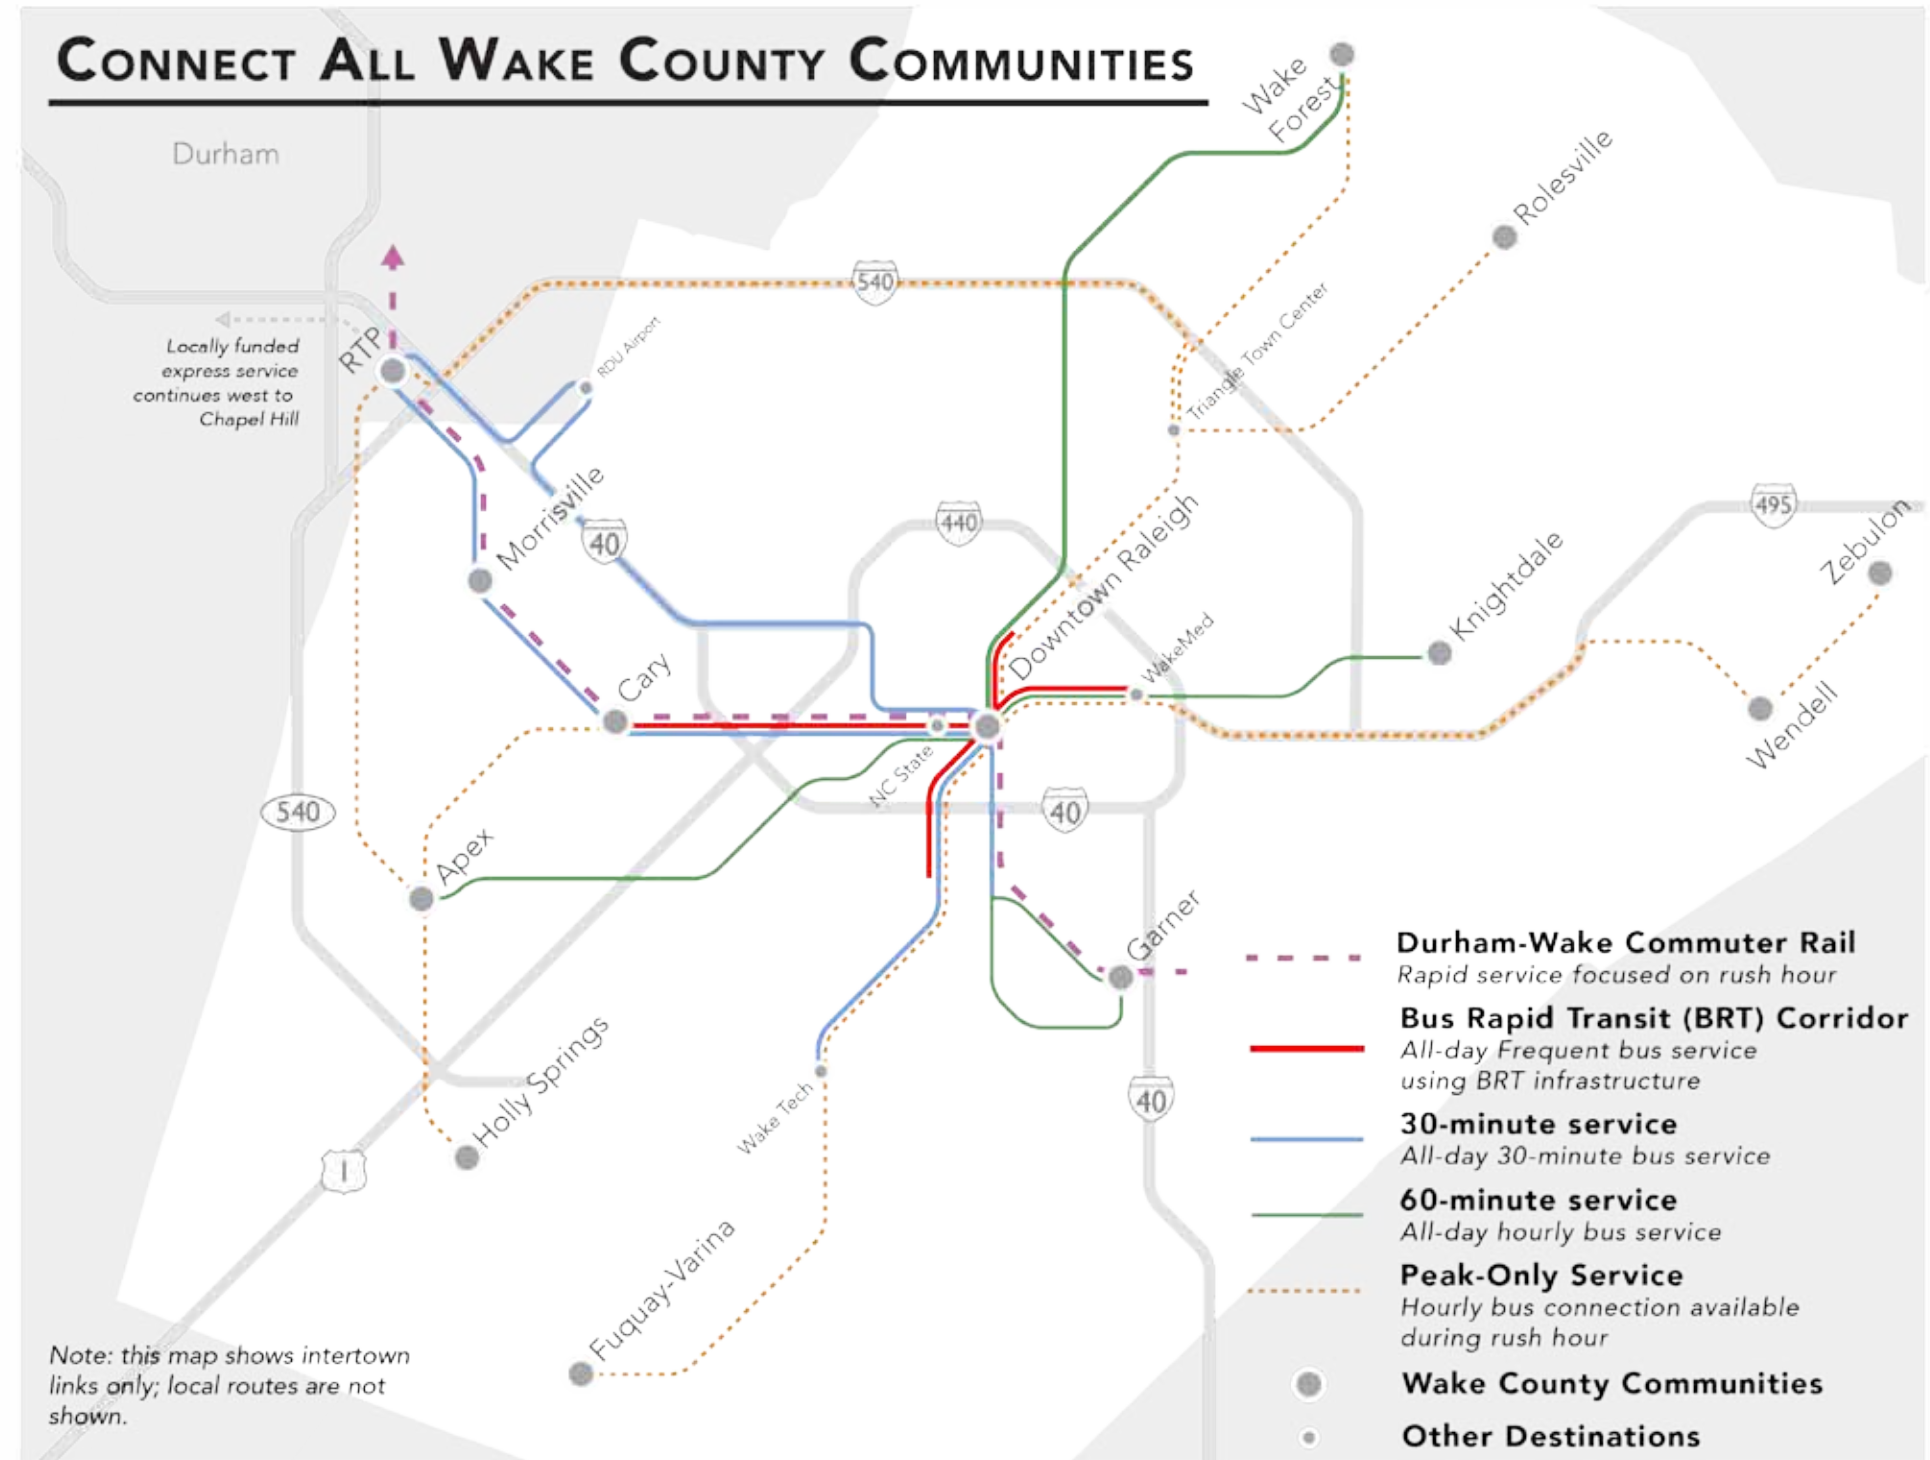 CONNECT ALL WAKE COUNTY COMMUNITIES
Durham
Wake
Forest
Rolesville
540
RDU Airport
Triangle Town Center
RTP
Locally funded
express service
continues west to
Chapel Hill
Morrisville
40
440
Downtown Raleigh
495
Zebulon
Knightdale
WakeMed
Cary
Wendell
NC State
540
40
Apex
Garner
Holly Springs
Wake Tech
40
1
Fuquay-Varina
Durham-Wake Commuter Rail
Rapid service focused on rush hour
Bus Rapid Transit (BRT) Corridor
All-day Frequent bus service
using BRT infrastructure
30-minute service
All-day 30-minute bus service
60-minute service
All-day hourly bus service
Peak-Only Service
Hourly bus connection available
during rush hour
Wake County Communities
Other Destinations
Note: this map shows intertown
links only; local routes are not
shown.